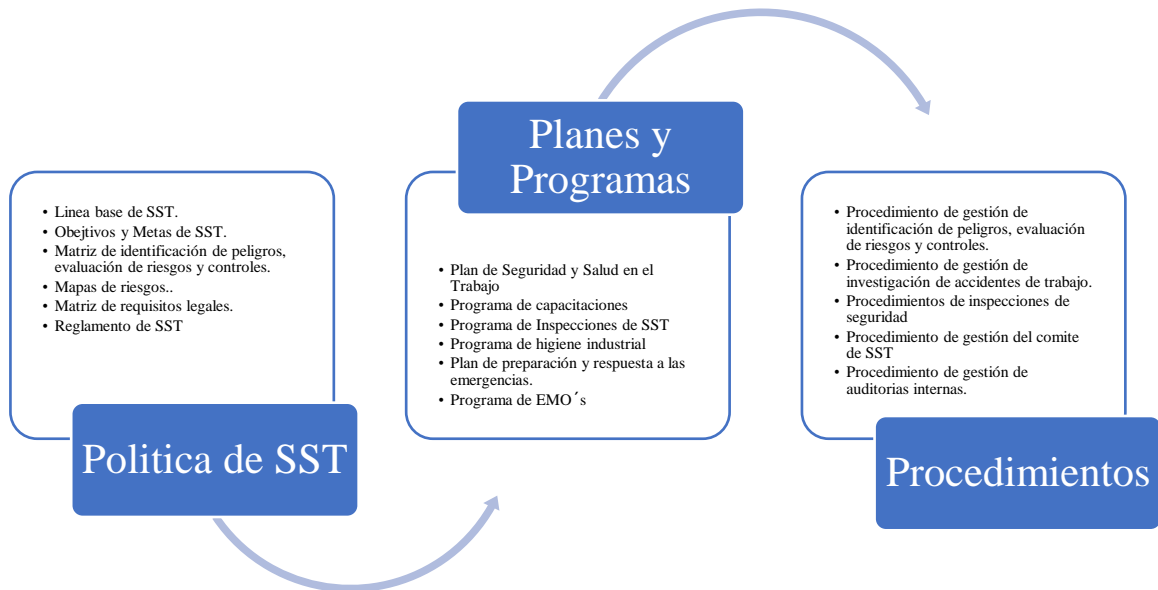 • Linea base de SST.
• Obejtivos y Metas de SST.
• Matriz de identificación de peligros,
evaluación de riesgos y controles.
• Mapas de riesgos..
• Matriz de requisitos legales.
• Reglamento de SST
Politica de SST
Planes y
Programas
• Plan de Seguridad y Salud en el
Trabajo
• Programa de capacitaciones
• Programa de Inspecciones de SST
• Programa de higiene industrial
• Plan de preparación y respuesta a las
emergencias.
• Programa de EMO´s
• Procedimiento de gestión de
identificación de peligros, evaluación
de riesgos y controles.
• Procedimiento de gestión de
investigación de accidentes de trabajo.
• Procedimientos de inspecciones de
seguridad
• Procedimiento de gestión del comite
de SST
• Procedimiento de gestión de
auditorias internas.
Procedimientos